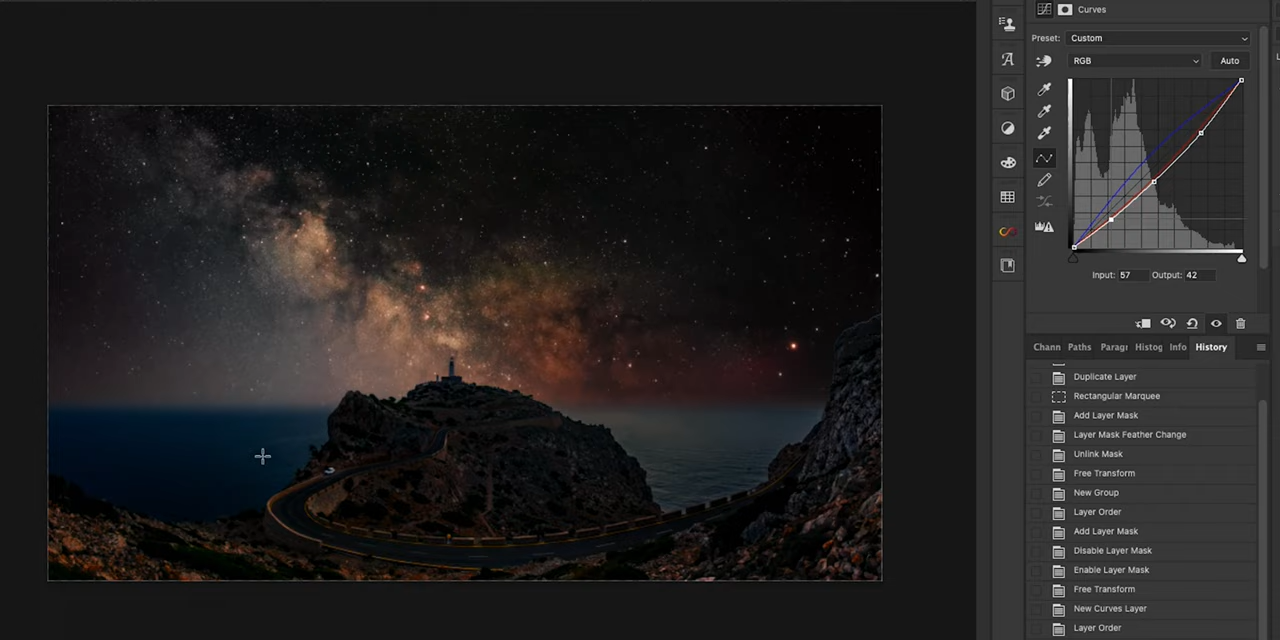 Curves
Preset: Custom
RGB
Auto
Input: 57 Output: 42
Chann Paths Paragr Histog Info History
Duplicate Layer
Rectangular Marquee
Add Layer Mask
Layer Mask Feather Change
Unlink Mask
Free Transform
New Group
Layer Order
Add Layer Mask
Disable Layer Mask
Enable Layer Mask
Free Transform
New Curves Layer
Layer Order